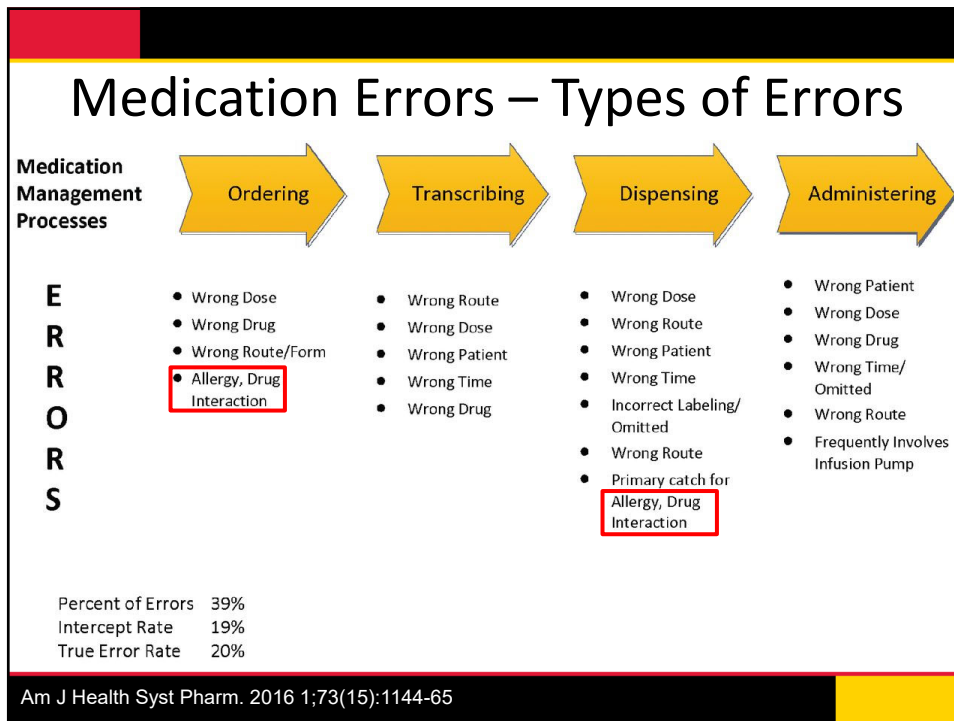 Medication Errors – Types of Errors
Medication
Management
Processes
Ordering
Transcribing
Dispensing
Administering
E
R
R
O
R
S
• Wrong Dose
• Wrong Drug
• Wrong Route/Form
• Allergy, Drug
Interaction
• Wrong Route
• Wrong Dose
• Wrong Patient
• Wrong Time
• Wrong Drug
• Wrong Dose
• Wrong Route
• Wrong Patient
• Wrong Time
• Incorrect Labeling/
Omitted
• Wrong Route
• Primary catch for
Allergy, Drug
Interaction
• Wrong Patient
• Wrong Dose
• Wrong Drug
• Wrong Time/
Omitted
• Wrong Route
• Frequently Involves
Infusion Pump
Percent of Errors 39%
Intercept Rate 19%
True Error Rate 20%
Am J Health Syst Pharm. 2016 1;73(15):1144-65